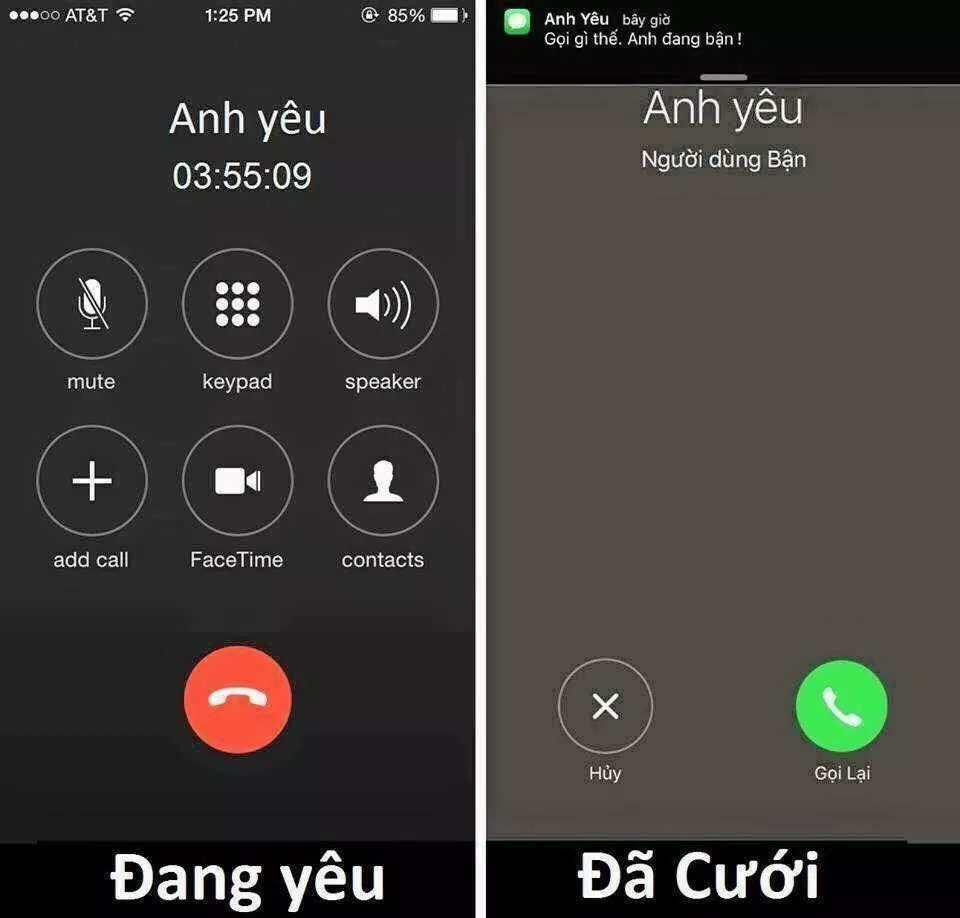 AT&T 1:25 PM 85%
Anh yêu
03:55:09
mute keypad speaker
add call FaceTime contacts
Đang yêu
Anh Yêu bây giờ
Gọi gì thế. Anh đang bận !
Anh yêu
Người dùng Bận
Hủy Gọi Lại
Đã Cưới